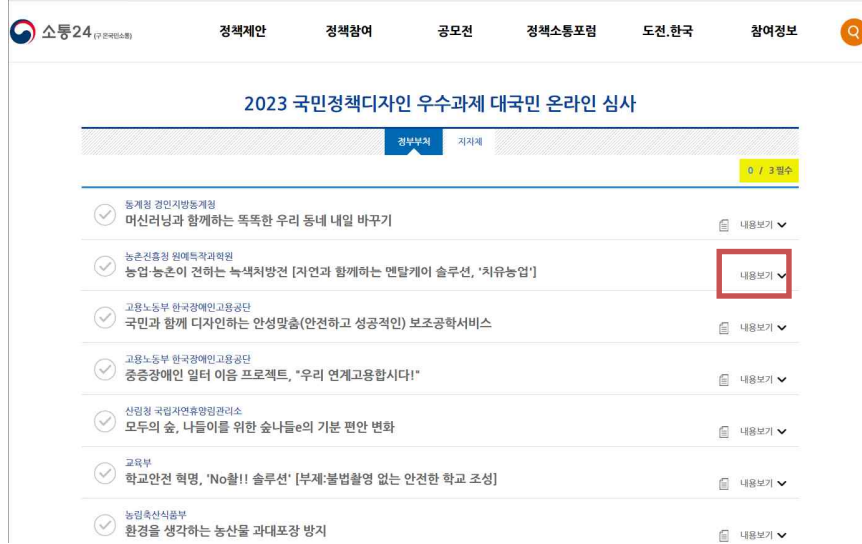 소통24 (구 온국민소통)
정책제안 정책참여 공모전 정책소통포럼 도전.한국 참여정보
2023 국민정책디자인 우수과제 대국민 온라인 심사
정부부처 지자체
0 / 3 필수
통계청 경인지방통계청
머신러닝과 함께하는 똑똑한 우리 동네 내일 바꾸기
내용보기
농촌진흥청 원예특작과학원
농업·농촌이 전하는 녹색처방전 [자연과 함께하는 멘탈케이 솔루션, '치유농업']
내용보기
고용노동부 한국장애인고용공단
국민과 함께 디자인하는 안성맞춤(안전하고 성공적인) 보조공학서비스
내용보기
고용노동부 한국장애인고용공단
중증장애인 일터 이음 프로젝트, "우리 연계고용합시다!"
내용보기
산림청 국립자연휴양림관리소
모두의 숲, 나들이를 위한 숲나들e의 기분 편안 변화
내용보기
교육부
학교안전 혁명, 'No촬!! 솔루션' [부제:불법촬영 없는 안전한 학교 조성]
내용보기
농림축산식품부
환경을 생각하는 농산물 과대포장 방지
내용보기